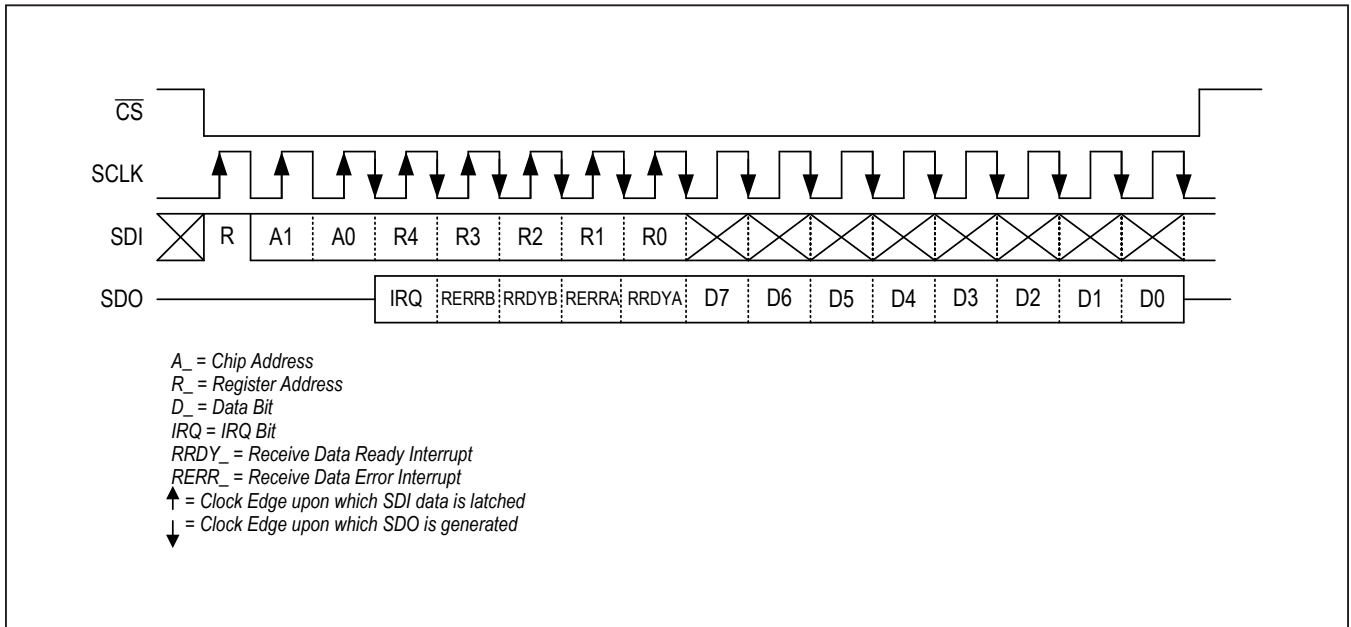 CS
SCLK
SDI R A1 A0 R4 R3 R2 R1 R0
SDO IRQ RERRB RRDYB RERRA RRDYA D7 D6 D5 D4 D3 D2 D1 D0
A_ = Chip Address
R_ = Register Address
D_ = Data Bit
IRQ = IRQ Bit
RRDY_ = Receive Data Ready Interrupt
RERR_ = Receive Data Error Interrupt
= Clock Edge upon which SDI data is latched
= Clock Edge upon which SDO is generated